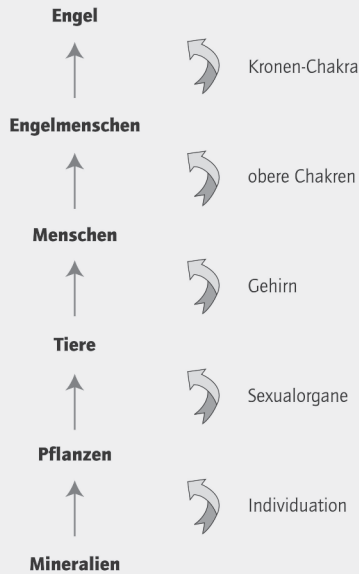 Engel
Kronen-Chakra
Engelmenschen
obere Chakren
Menschen
Gehirn
Tiere
Sexualorgane
Pflanzen
Individuation
Mineralien